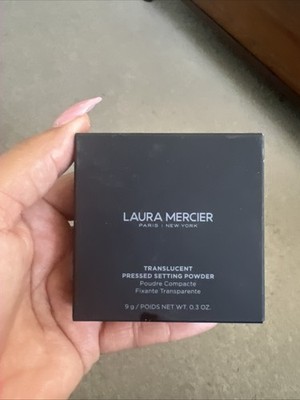 LAURA MERCIER
PARIS | NEW YORK
TRANSLUCENT
PRESSED SETTING POWDER
Poudre Compacte
Fixante Transparente
9 g / POIDS NET WT. 0.3 OZ.